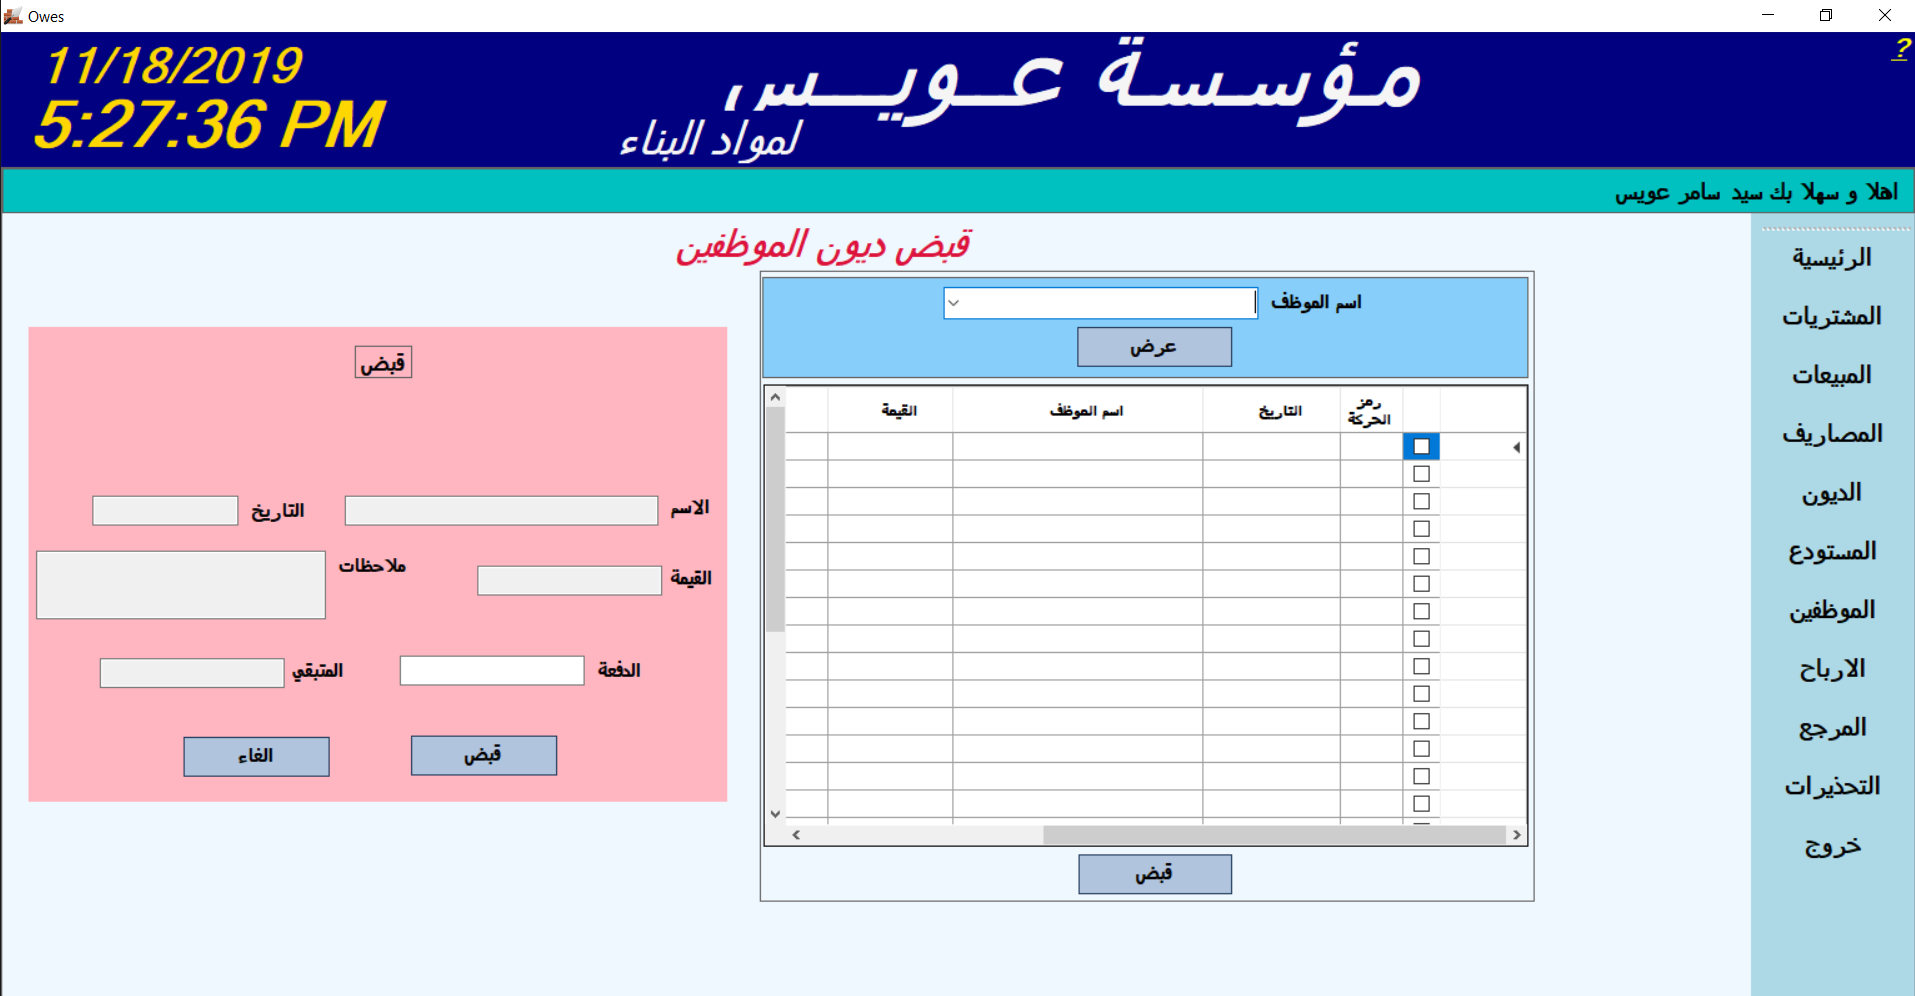 Owes
11/18/2019
5:27:36 PM
مـؤسـسـة عــويـــس
لمواد البناء
?
اهلا و سهلا بك سيد سامر عويس
الرئيسية
المشتريات
المبيعات
المصاريف
الديون
المستودع
الموظفين
الارباح
المرجع
التحذيرات
خروج
قبض ديون الموظفين
اسم الموظف
عرض
رمز الحركة
التاريخ
اسم الموظف
القيمة
قبض
قبض
الاسم
التاريخ
القيمة
ملاحظات
الدفعة
المتبقي
قبض
الغاء